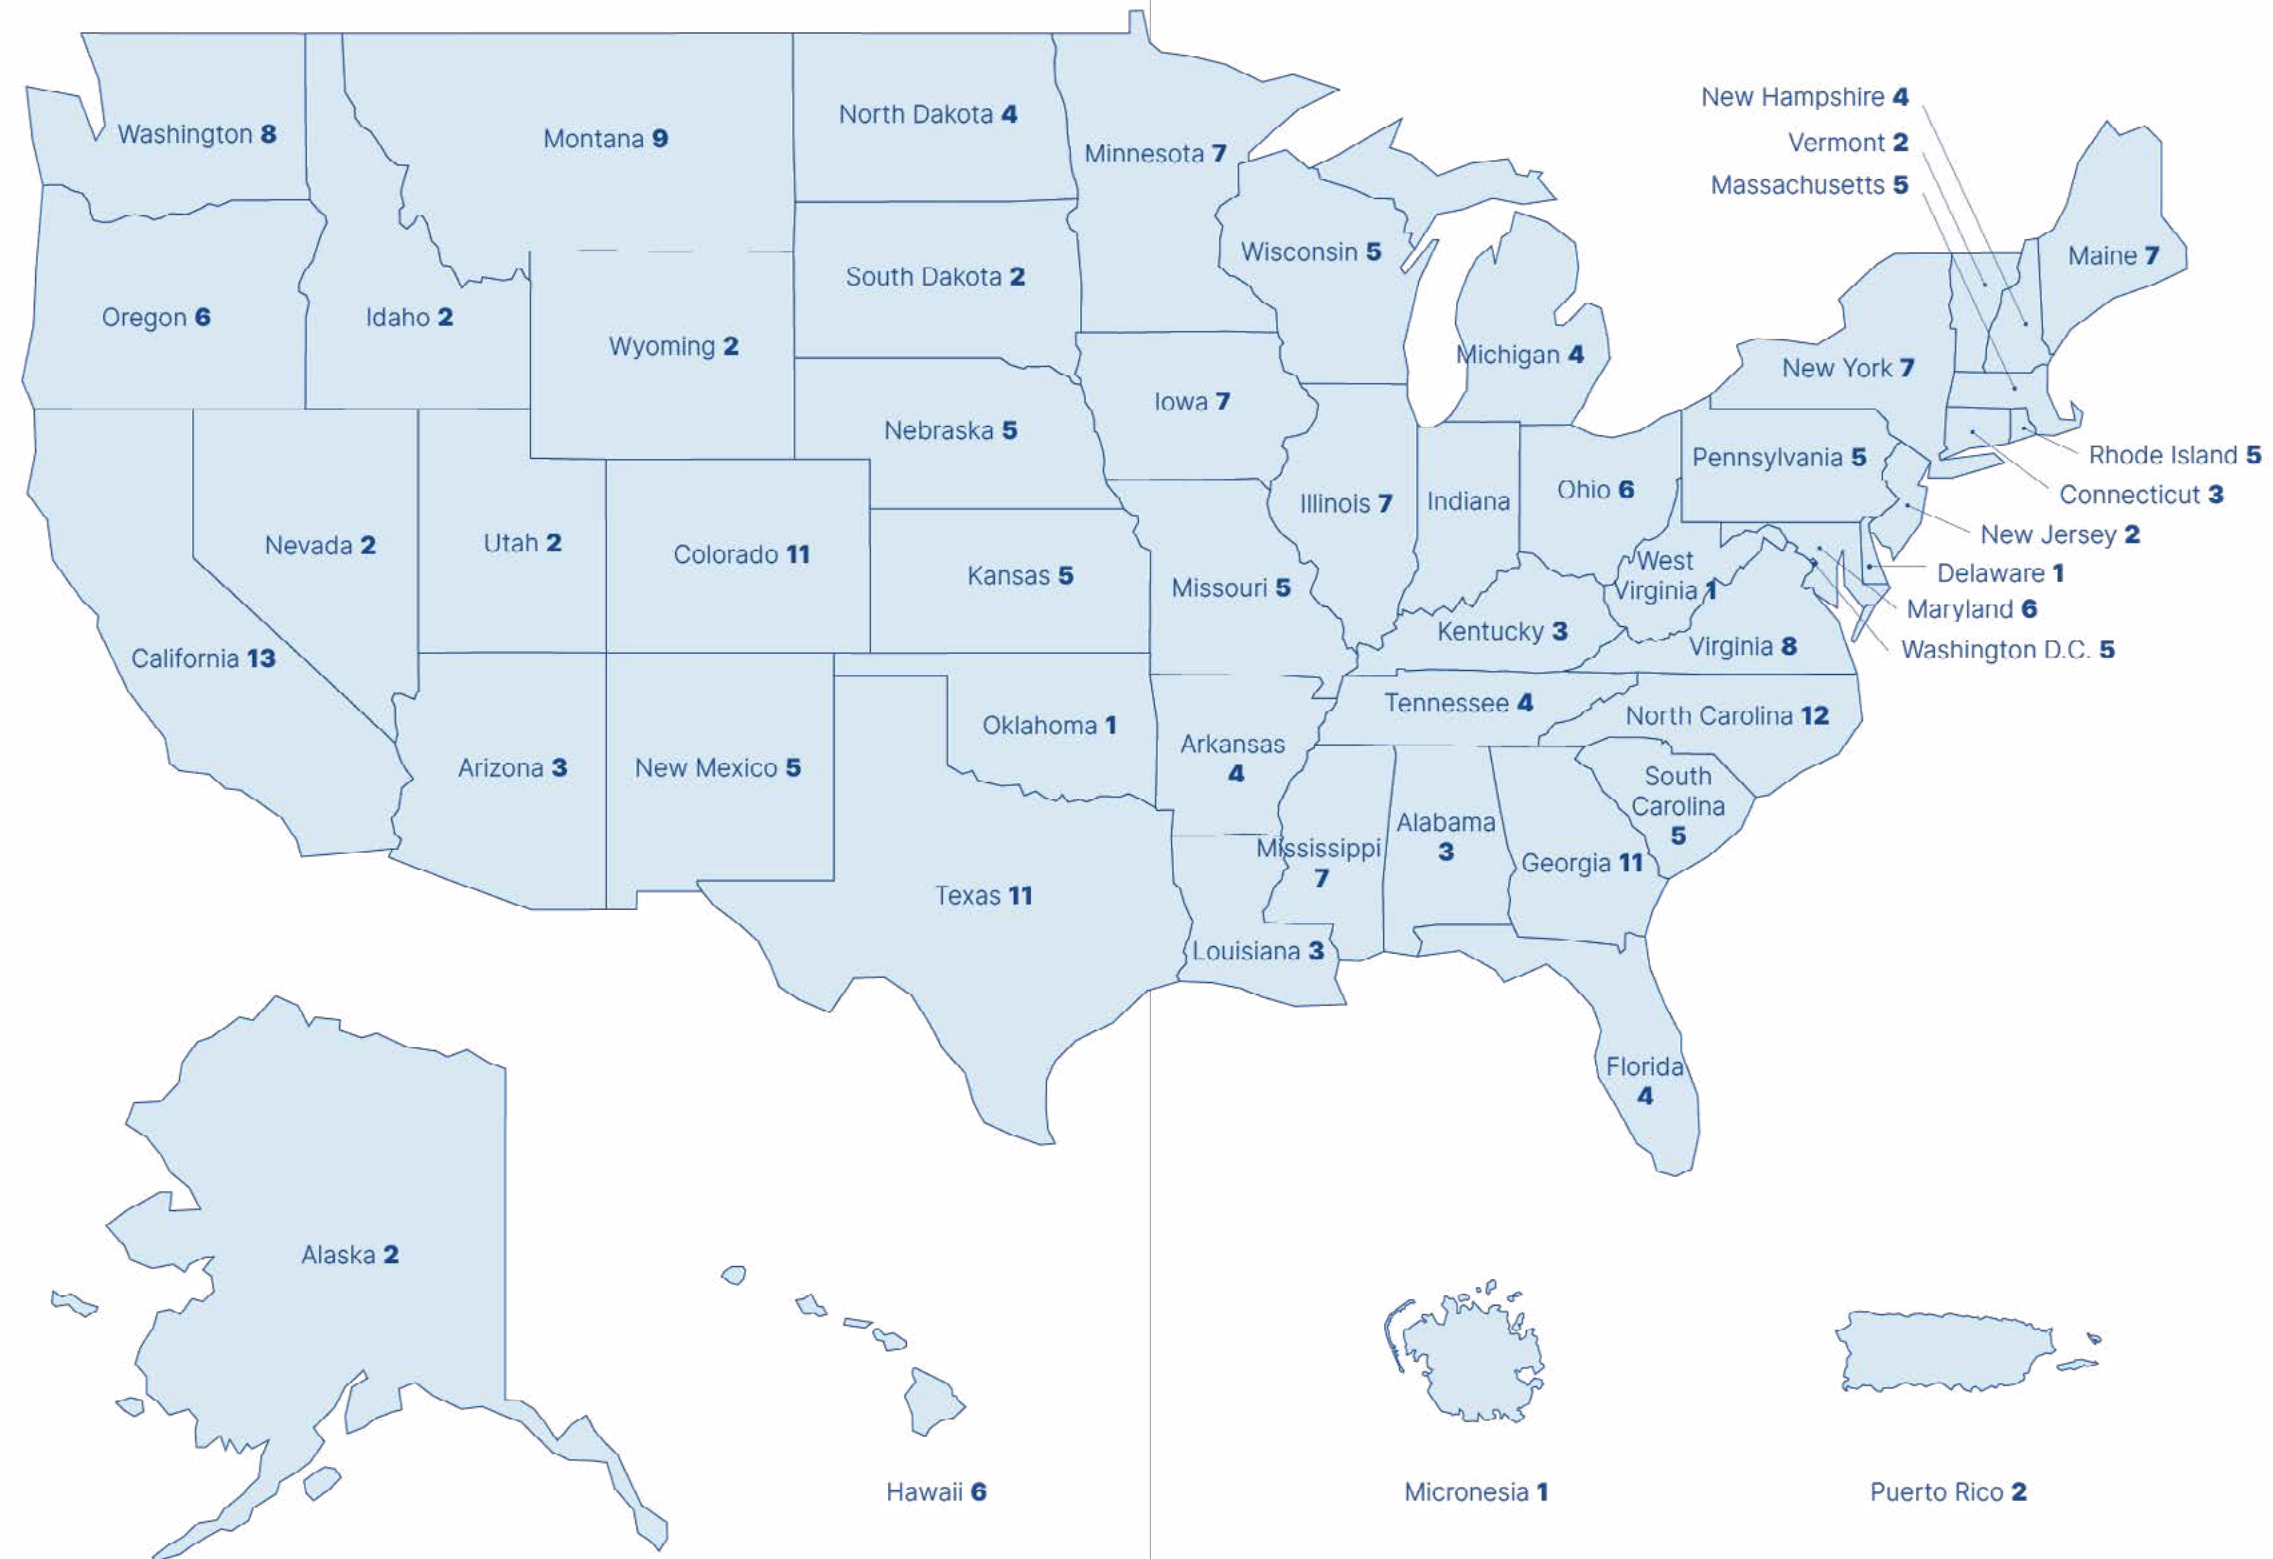 New Hampshire 4
Vermont 2
Massachusetts 5
Washington 8
Montana 9
North Dakota 4
Minnesota 7
Wisconsin 5
Maine 7
South Dakota 2
Oregon 6
Idaho 2
Wyoming 2
Michigan 4
New York 7
Iowa 7
Nebraska 5
Pennsylvania 5
Rhode Island 5
Connecticut 3
Illinois 7
Indiana
Ohio 6
New Jersey 2
Nevada 2
Utah 2
Colorado 11
Kansas 5
Missouri 5
West
Virginia 1
Delaware 1
Maryland 6
Kentucky 3
Virginia 8
Washington D.C. 5
California 13
Tennessee 4
North Carolina 12
Oklahoma 1
Arkansas
4
Arizona 3
New Mexico 5
South
Carolina
5
Alabama
3
Mississippi
7
Georgia 11
Texas 11
Louisiana 3
Florida
4
Alaska 2
Hawaii 6
Micronesia 1
Puerto Rico 2